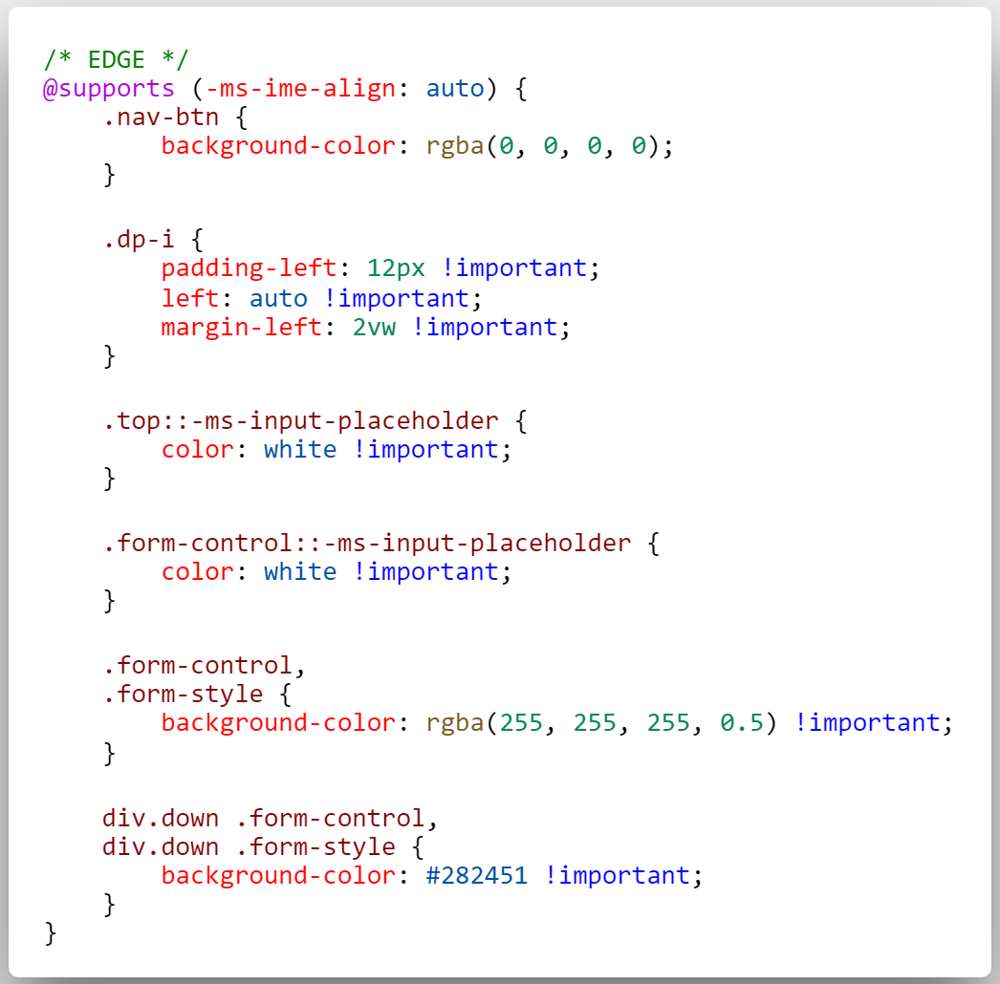 /* EDGE */
@supports (-ms-ime-align: auto) {
    .nav-btn {
        background-color: rgba(0, 0, 0, 0);
    }

    .dp-i {
        padding-left: 12px !important;
        left: auto !important;
        margin-left: 2vw !important;
    }

    .top::-ms-input-placeholder {
        color: white !important;
    }

    .form-control::-ms-input-placeholder {
        color: white !important;
    }

    .form-control,
    .form-style {
        background-color: rgba(255, 255, 255, 0.5) !important;
    }

    div.down .form-control,
    div.down .form-style {
        background-color: #282451 !important;
    }
}